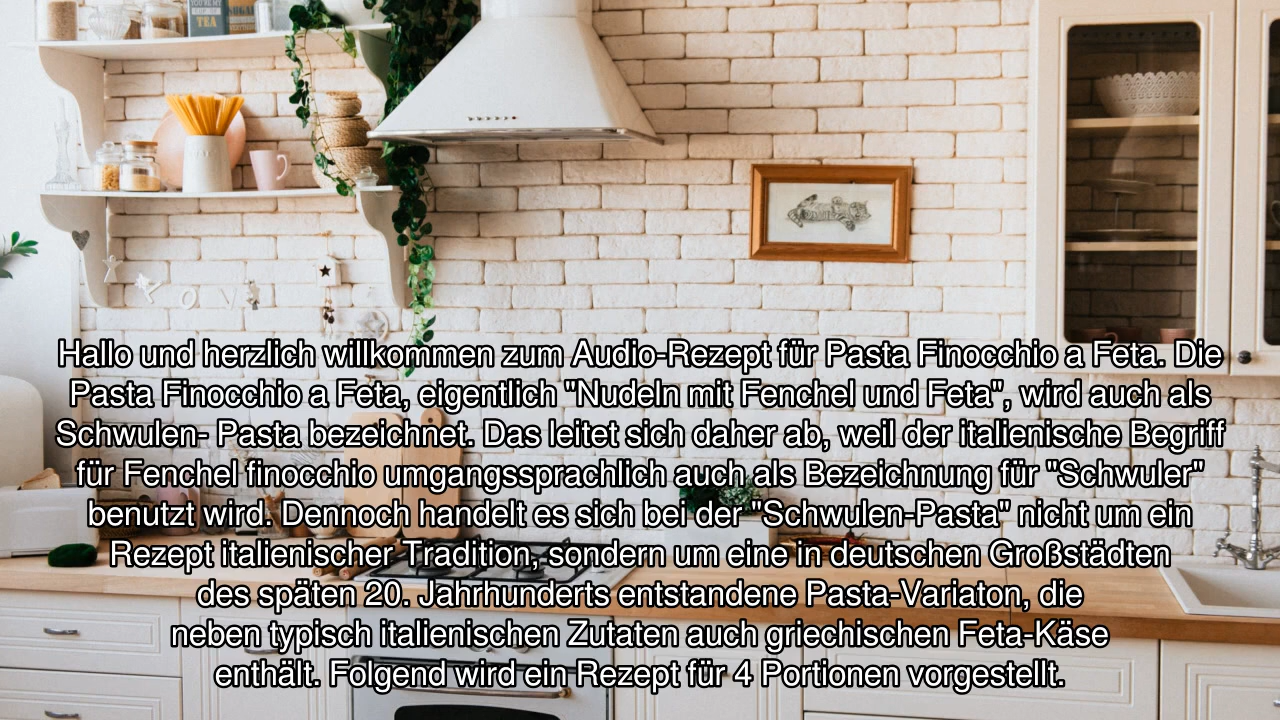 YOU'RE
TEA
Hallo und herzlich willkommen zum Audio-Rezept für Pasta Finocchio a Feta. Die
Pasta Finocchio a Feta, eigentlich "Nudeln mit Fenchel und Feta", wird auch als
Schwulen- Pasta bezeichnet. Das leitet sich daher ab, weil der italienische Begriff
für Fenchel finocchio umgangssprachlich auch als Bezeichnung für "Schwuler"
benutzt wird. Dennoch handelt es sich bei der "Schwulen-Pasta" nicht um ein
Rezept italienischer Tradition, sondern um eine in deutschen Großstädten
des späten 20. Jahrhunderts entstandene Pasta-Variaton, die
neben typisch italienischen Zutaten auch griechischen Feta-Käse
enthält. Folgend wird ein Rezept für 4 Portionen vorgestellt.